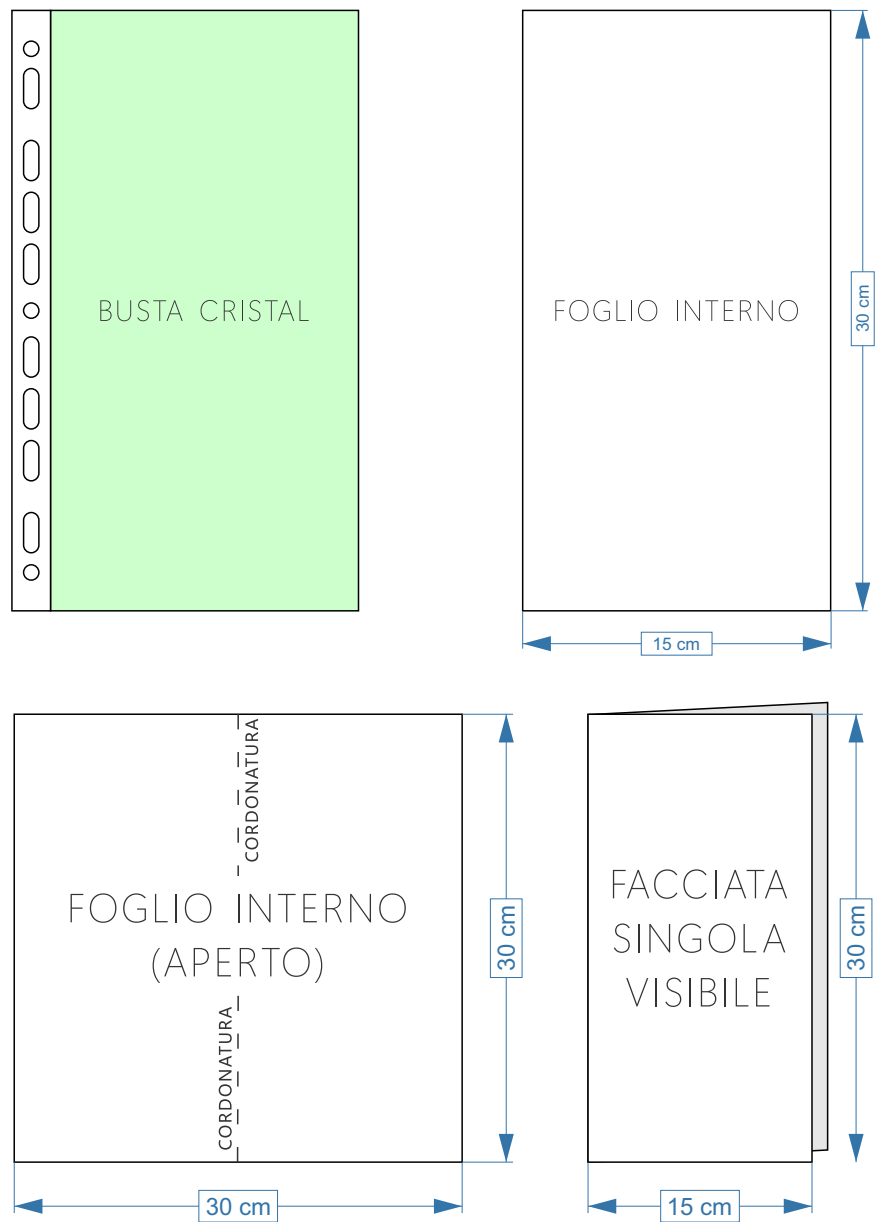 BUSTA CRISTAL
FOGLIO INTERNO
30 cm
15 cm
CORDONATURA
FOGLIO INTERNO
(APERTO)
CORDONATURA
30 cm
30 cm
FACCIATA
SINGOLA
VISIBILE
30 cm
15 cm